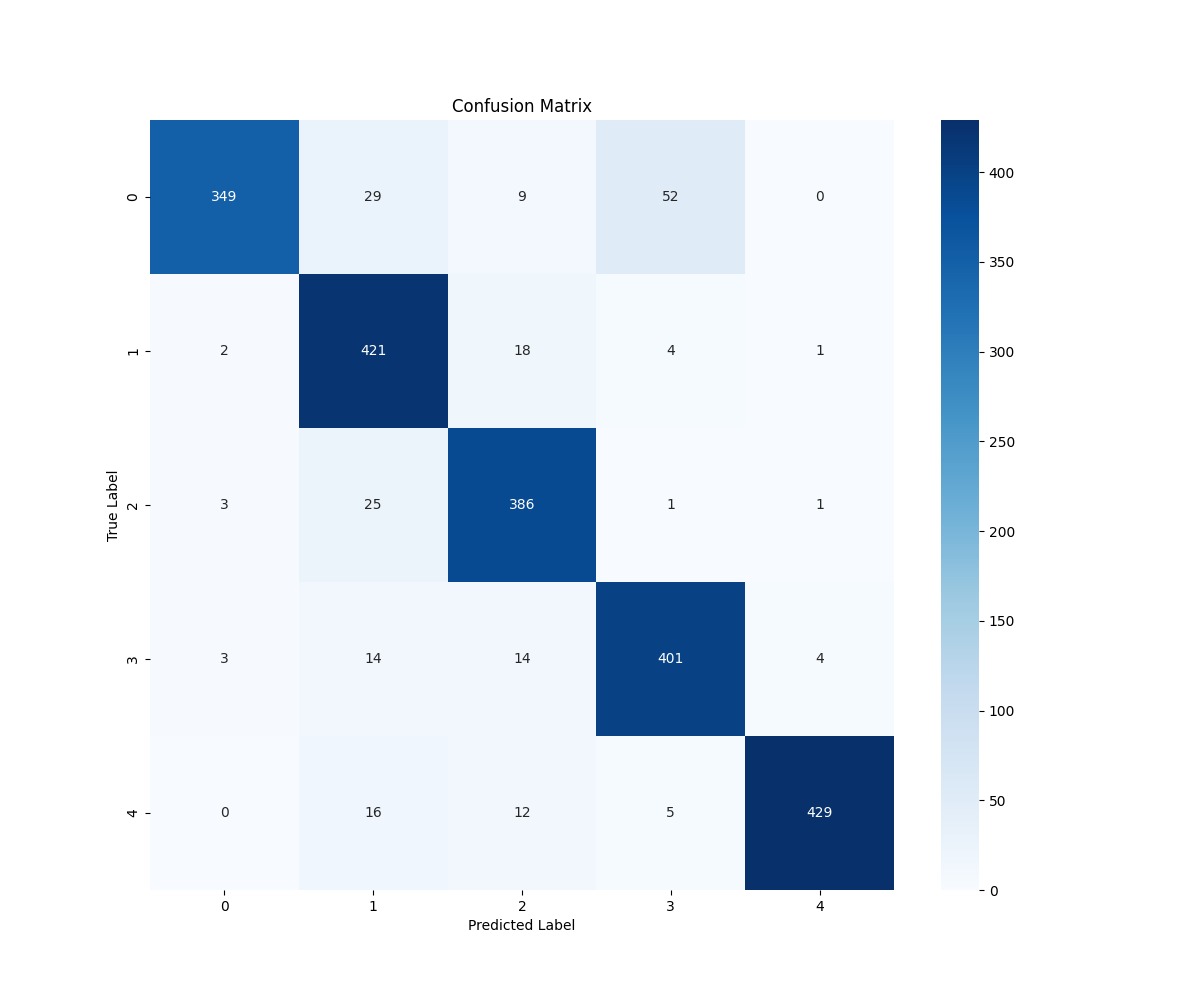 Confusion Matrix
0 349 29 9 52 0
1 2 421 18 4 1
2 3 25 386 1 1
3 3 14 14 401 4
4 0 16 12 5 429
0 1 2 3 4
Predicted Label
True Label
400
350
300
250
200
150
100
50
0